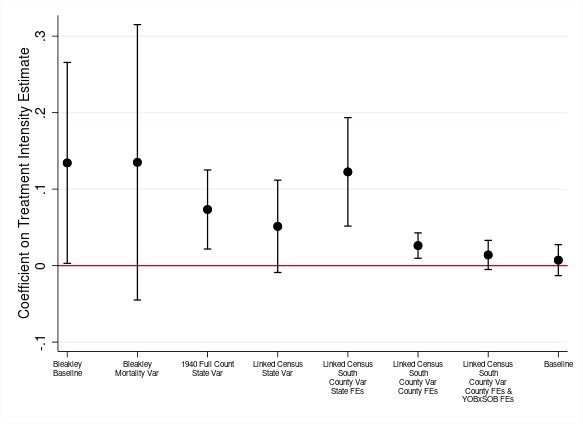 Coefficient on Treatment Intensity Estimate
.3
.2
.1
0
-.1
Bleakley
Baseline
Bleakley
Mortality Var
1940 Full Count
State Var
Linked Census
State Var
Linked Census
South
County Var
State FEs
Linked Census
South
County Var
County FEs
Linked Census
South
County Var
County FEs &
YOBxSOB FEs
Baseline